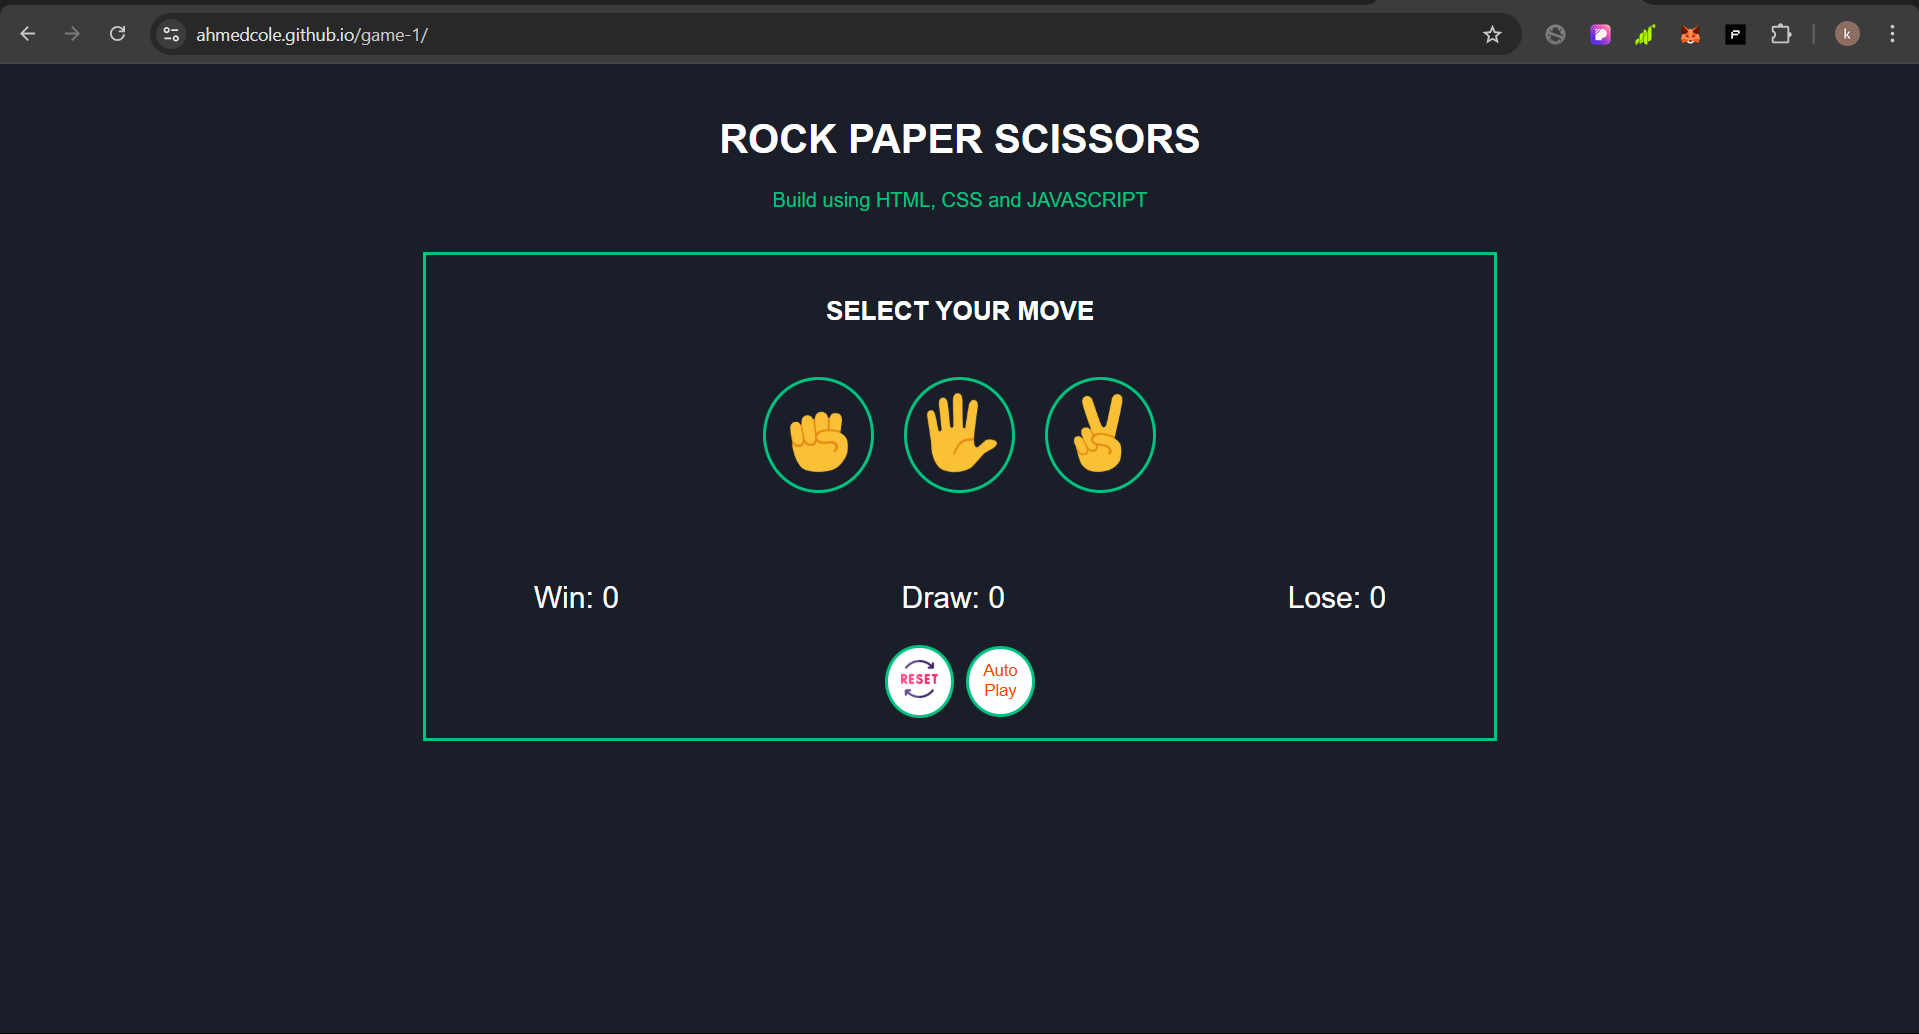 ahmedcole.github.io/game-1/
k
ROCK PAPER SCISSORS
Build using HTML, CSS and JAVASCRIPT
SELECT YOUR MOVE
Win: 0
Draw: 0
Lose: 0
RESET
Auto
Play